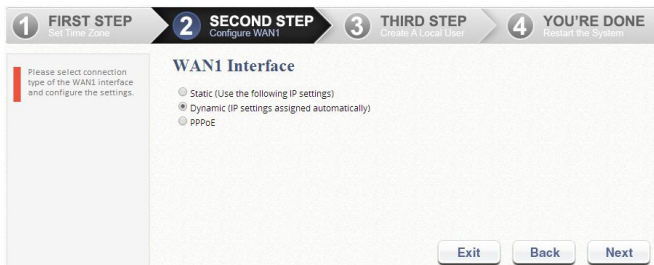 1 FIRST STEP
Set Time Zone
2 SECOND STEP
Configure WAN1
3 THIRD STEP
Create A Local User
4 YOU'RE DONE
Restart the System
Please select connection
type of the WAN1 interface
and configure the settings.
WAN1 Interface
Static (Use the following IP settings)
Dynamic (IP settings assigned automatically)
PPPoE
Exit Back Next